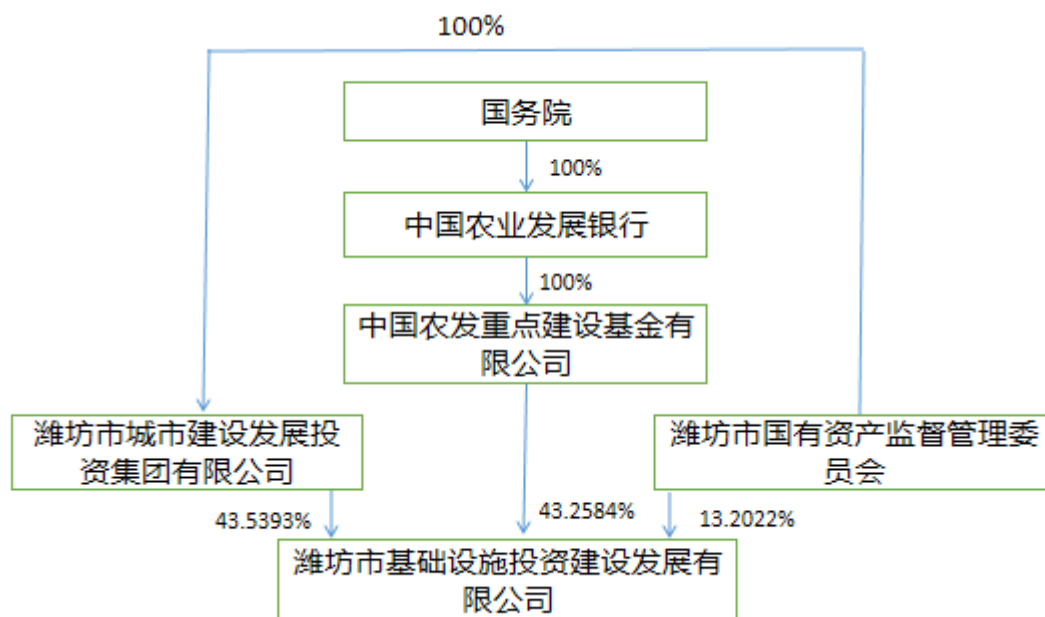 100%
国务院
100%
中国农业发展银行
100%
中国农发重点建设基金有
限公司
潍坊市城市建设发展投
资集团有限公司
潍坊市国有资产监督管理委
员会
43.5393%
43.2584%
13.2022%
潍坊市基础设施投资建设发展有
限公司